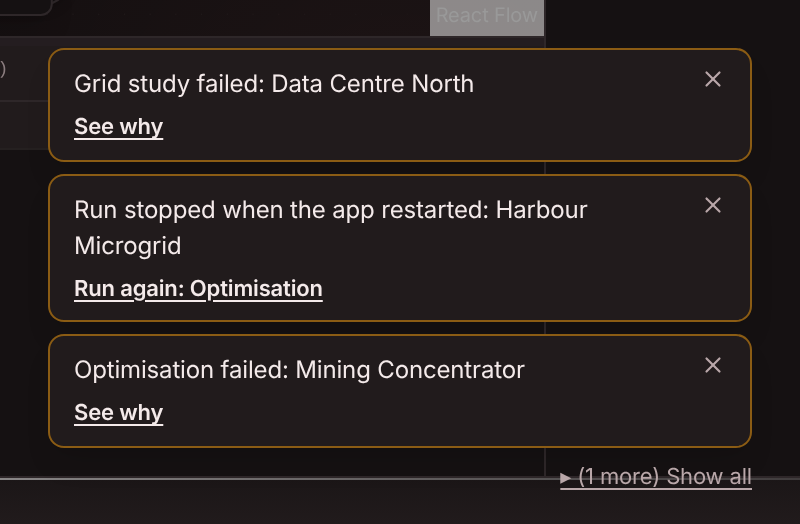 React Flow
)
Grid study failed: Data Centre North
See why
Run stopped when the app restarted: Harbour
Microgrid
Run again: Optimisation
Optimisation failed: Mining Concentrator
See why
▸ (1 more) Show all